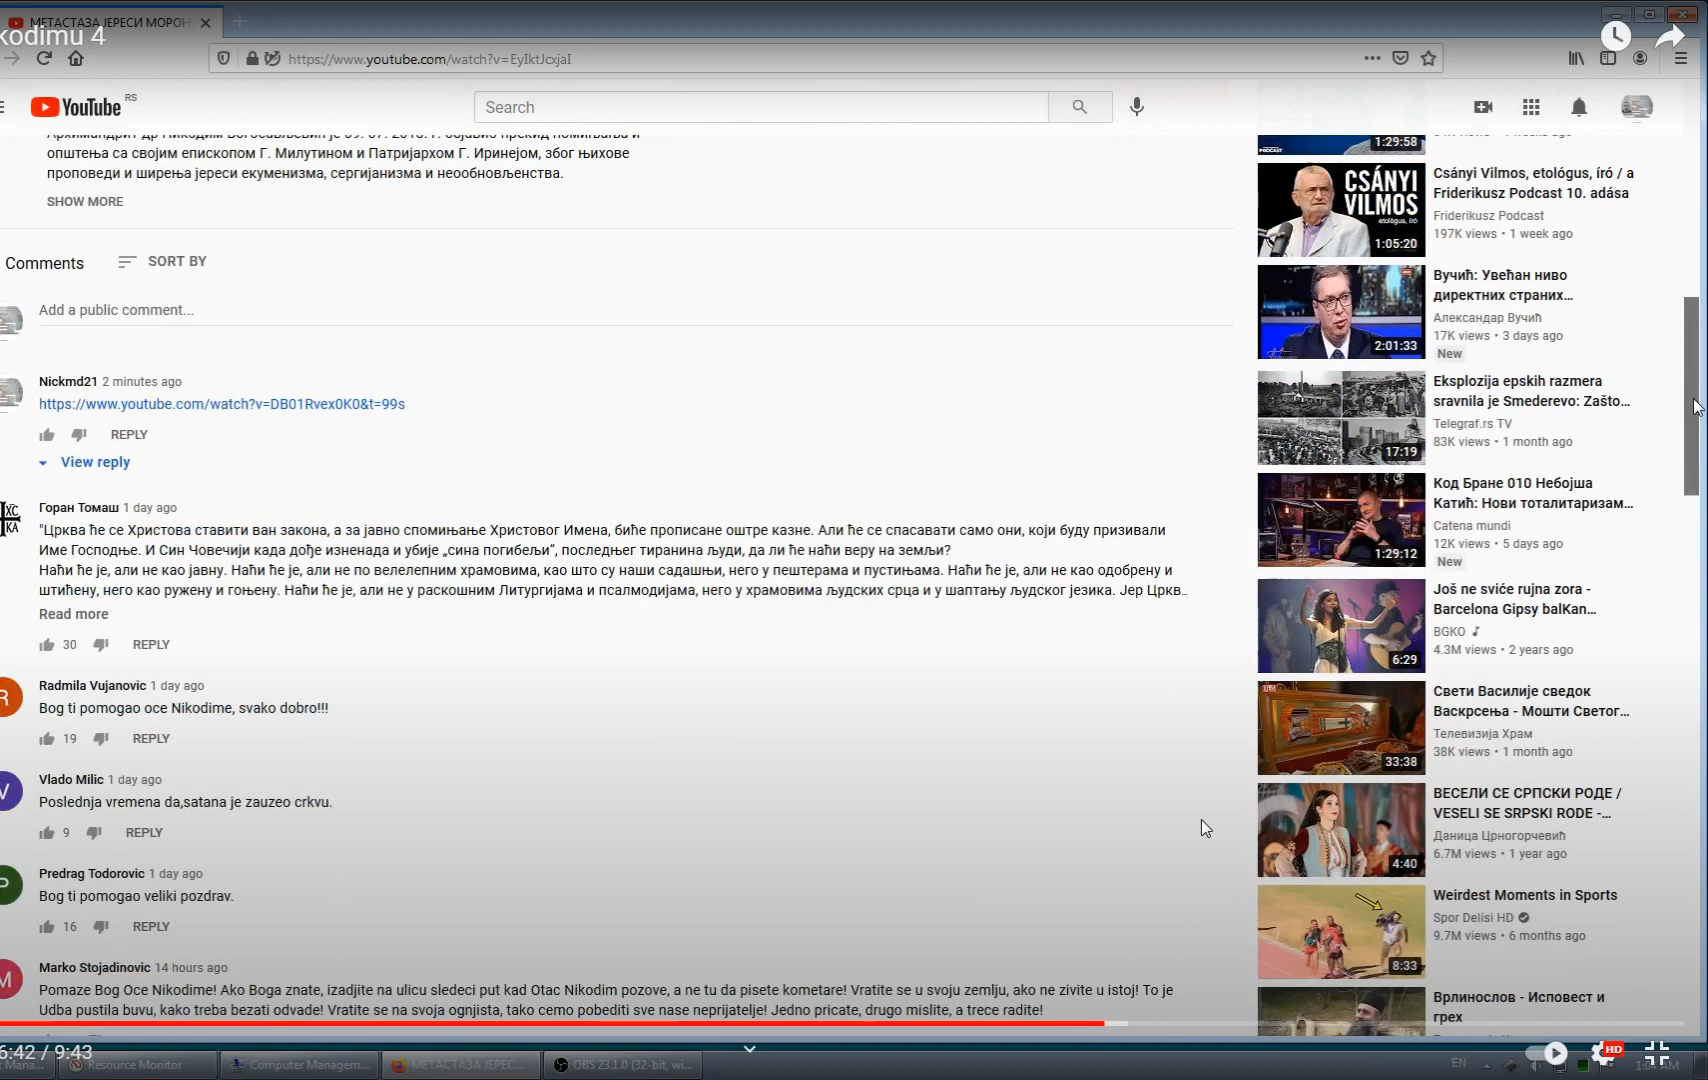 МЕТАСТАЗА ЈЕРЕСИ МОРОН
kodimu 4
https://www.youtube.com/watch?v=EyIktJcxjaI
YouTube RS
Search
општења са својим епископом Г. Милутином и Патријархом Г. Иринејом, због њихове
проповеди и ширења јереси екуменизма, сергијанизма и неообновљенства.
SHOW MORE
Comments
SORT BY
Add a public comment...
Nickmd21 2 minutes ago
https://www.youtube.com/watch?v=DB01Rvex0K0&t=99s
REPLY
View reply
Горан Томаш 1 day ago
"Црква ће се Христова ставити ван закона, а за јавно спомињање Христовог Имена, биће прописане оштре казне. Али ће се спасавати само они, који буду призивали
Име Господње. И Син Човечији када дође изненада и убије „сина погибељи“, последњег тиранина људи, да ли ће наћи веру на земљи?
Наћи ће је, али не као јавну. Наћи ће је, али не по велелепним храмовима, као што су наши садашњи, него у пештерама и пустињама. Наћи ће је, али не као одобрену и
штићену, него као ружену и гоњену. Наћи ће је, али не у раскошним Литургијама и псалмодијама, него у храмовима људских срца и у шаптању људског језика. Јер Цркв...
Read more
30 REPLY
Radmila Vujanovic 1 day ago
Bog ti pomogao oce Nikodime, svako dobro!!!
19 REPLY
Vlado Milic 1 day ago
Poslednja vremena da,satana je zauzeo crkvu.
9 REPLY
Predrag Todorovic 1 day ago
Bog ti pomogao veliki pozdrav.
16 REPLY
Marko Stojadinovic 14 hours ago
Pomaze Bog Oce Nikodime! Ako Boga znate, izadjite na ulicu sledeci put kad Otac Nikodim pozove, a ne tu da pisete kometare! Vratite se u svoju zemlju, ako ne zivite u istoj! To je
Udba pustila buvu, kako treba bezati odvade! Vratite se na svoja ognjista, tako cemo pobediti sve nase neprijatelje! Jedno pricate, drugo mislite, a trece radite!
1:29:58
CSÁNYI
VILMOS
etológus, író
1:05:20
Csányi Vilmos, etológus, író / a
Friderikusz Podcast 10. adása
Friderikusz Podcast
197K views • 1 week ago
2:01:33
Вучић: Увећан ниво
директних страних...
Александар Вучић
17K views • 3 days ago
New
17:19
Eksplozija epskih razmera
sravnila je Smederevo: Zašto...
Telegraf.rs TV
83K views • 1 month ago
1:29:12
Код Бране 010 Небојша
Катић: Нови тоталитаризам...
Catena mundi
12K views • 5 days ago
New
6:29
Još ne sviće rujna zora -
Barcelona Gipsy balKan...
BGKO
4.3M views • 2 years ago
33:38
Свети Василије сведок
Васкрсења - Мошти Светог...
Телевизија Храм
38K views • 1 month ago
4:40
ВЕСЕЛИ СЕ СРПСКИ РОДЕ /
VESELI SE SRPSKI RODE -...
Даница Црногорчевић
6.7M views • 1 year ago
8:33
Weirdest Moments in Sports
Spor Delisi HD
9.7M views • 6 months ago
Врлинослов - Исповест и
грех
6:42 / 9:43
HD
Resource Monitor
Computer Managem...
МЕТАСТАЗА ЈЕРЕС...
OBS 23.1.0 (32-bit, wi...
EN